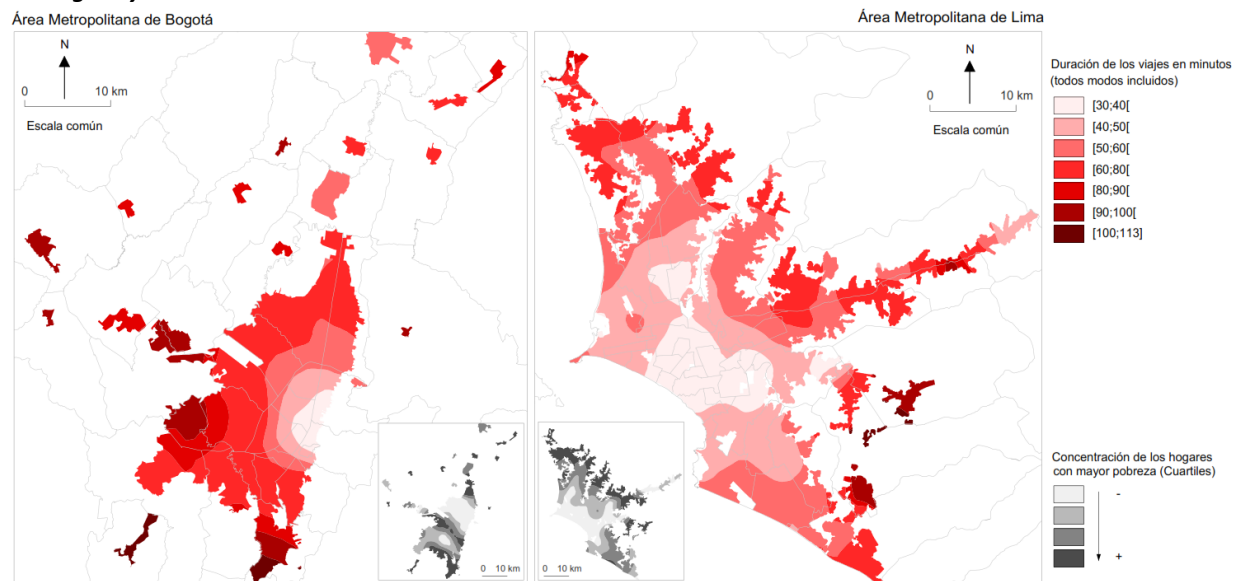 Área Metropolitana de Bogotá
Área Metropolitana de Lima
N
0 10 km
Escala común
N
0 10 km
Escala común
Duración de los viajes en minutos
(todos modos incluidos)
[30;40[
[40;50[
[50;60[
[60;80[
[80;90[
[90;100[
[100;113]
Concentración de los hogares
con mayor pobreza (Cuartiles)
-
+
0 10 km
0 10 km